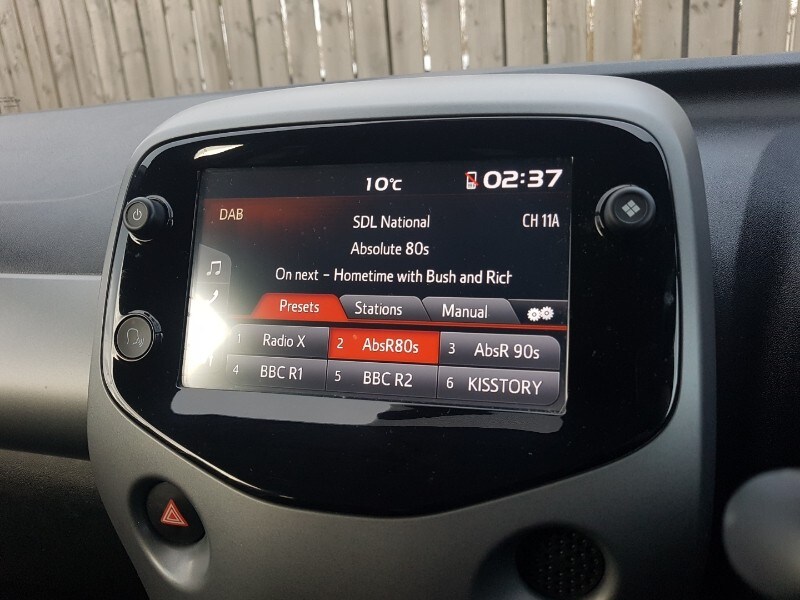 10°C 02:37
DAB SDL National CH 11A
Absolute 80s
On next - Hometime with Bush and Rich
Presets Stations Manual
1 Radio X 2 AbsR80s 3 AbsR 90s
4 BBC R1 5 BBC R2 6 KISSTORY